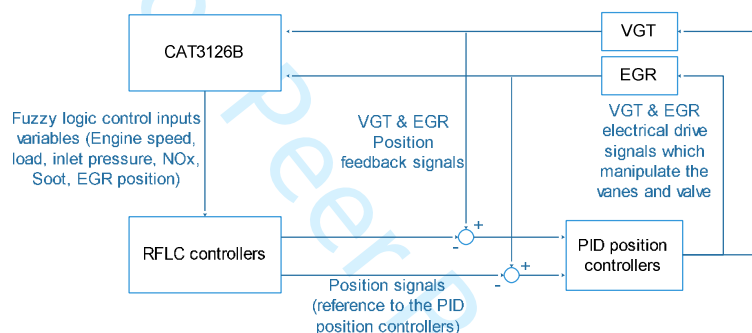 VGT
CAT3126B
EGR
Fuzzy logic control inputs
variables (Engine speed,
load, inlet pressure, NOx,
Soot, EGR position)
VGT & EGR
Position
feedback signals
VGT & EGR
electrical drive
signals which
manipulate the
vanes and valve
+
-
RFLC controllers
PID position
controllers
+
-
Position signals
(reference to the PID
position controllers)
Peer P